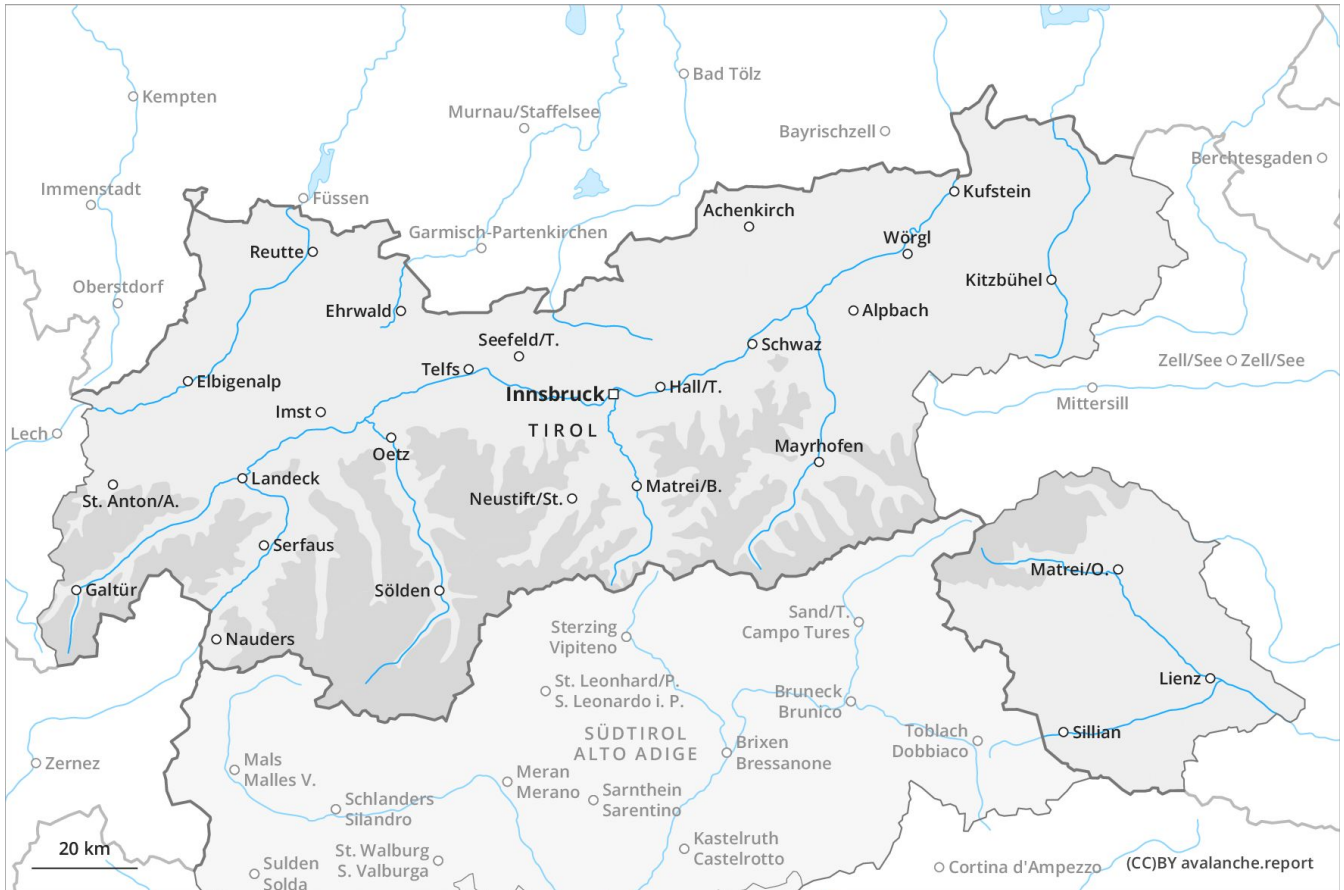 Kempten
Bad Tölz
Murnau/Staffelsee
Bayrischzell
Berchtesgaden
Immenstadt
Füssen
Kufstein
Achenkirch
Garmisch-Partenkirchen
Wörgl
Reutte
Oberstdorf
Kitzbühel
Ehrwald
Alpbach
Seefeld/T.
Schwaz
Zell/See
Zell/See
Telfs
Elbigenalp
Innsbruck
Hall/T.
Mittersill
Imst
TIROL
Lech
Oetz
Mayrhofen
Landeck
St. Anton/A.
Neustift/St.
Matrei/B.
Serfaus
Matrei/O.
Galtür
Sölden
Sand/T.
Campo Tures
Sterzing
Vipiteno
Nauders
St. Leonhard/P.
S. Leonardo i. P.
Lienz
Bruneck
Brunico
SÜDTIROL
ALTO ADIGE
Toblach
Dobbiaco
Sillian
Brixen
Bressanone
Zernez
Mals
Malles V.
Meran
Merano
Sarnthein
Sarentino
Schlanders
Silandro
20 km
Kastelruth
Castelrotto
St. Walburg
S. Valburga
Sulden
Solda
Cortina d'Ampezzo
(CC)BY avalanche.report